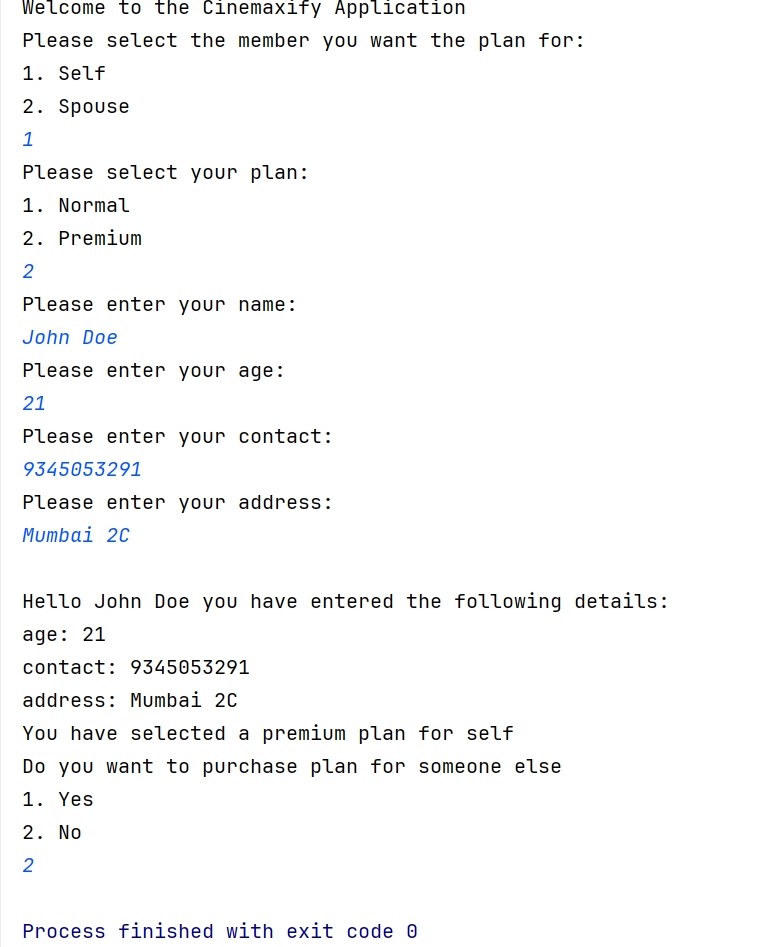 Welcome to the Cinemaxify Application
Please select the member you want the plan for:
1. Self
2. Spouse
1
Please select your plan:
1. Normal
2. Premium
2
Please enter your name:
John Doe
Please enter your age:
21
Please enter your contact:
9345053291
Please enter your address:
Mumbai 2C
Hello John Doe you have entered the following details:
age: 21
contact: 9345053291
address: Mumbai 2C
You have selected a premium plan for self
Do you want to purchase plan for someone else
1. Yes
2. No
2
Process finished with exit code 0